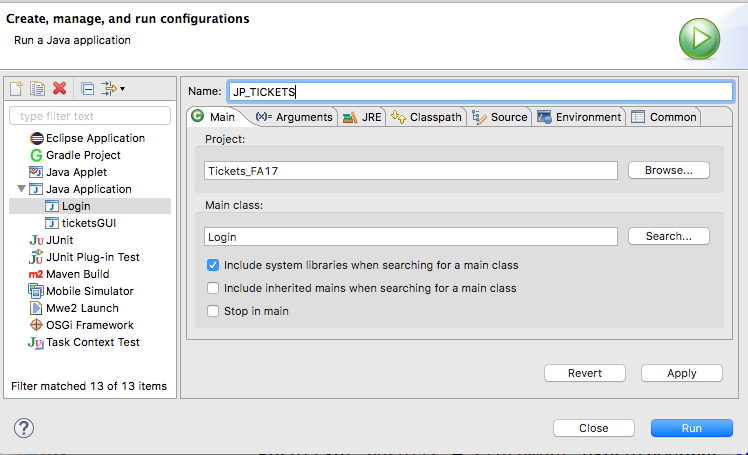 Create, manage, and run configurations
Run a Java application
type filter text
Eclipse Application
G Gradle Project
Java Applet
Java Application
Login
ticketsGUI
JU JUnit
JUnit Plug-in Test
m2 Maven Build
Mobile Simulator
Mwe2 Launch
OSGi Framework
Task Context Test
Filter matched 13 of 13 items
Name: JP_TICKETS
Main (x)= Arguments JRE Classpath Source Environment Common
Project:
Tickets_FA17 Browse...
Main class:
Login Search...
Include system libraries when searching for a main class
Include inherited mains when searching for a main class
Stop in main
Revert Apply
? Close Run